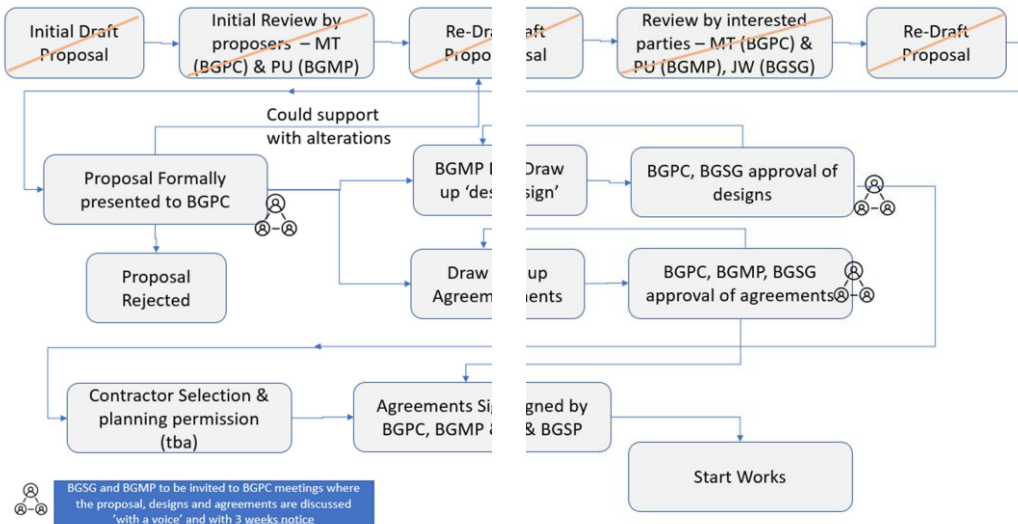 Initial Draft
Proposal
Initial Review by
proposers – MT
(BGPC) & PU (BGMP)
Re-Draft
Proposal
Review by interested
parties – MT (BGPC) &
PU (BGMP), JW (BGSG)
Re-Draft
Proposal
Could support
with alterations
Proposal Formally
presented to BGPC
BGMP Draw
up ‘design’
BGPC, BGSG approval of
designs
Proposal
Rejected
Draw up
Agreements
BGPC, BGMP, BGSG
approval of agreements
Contractor Selection &
planning permission
(tba)
Agreements Signed by
BGPC, BGMP & BGSP
Start Works
BGSG and BGMP to be invited to BGPC meetings where
the proposal, designs and agreements are discussed
‘with a voice’ and with 3 weeks notice